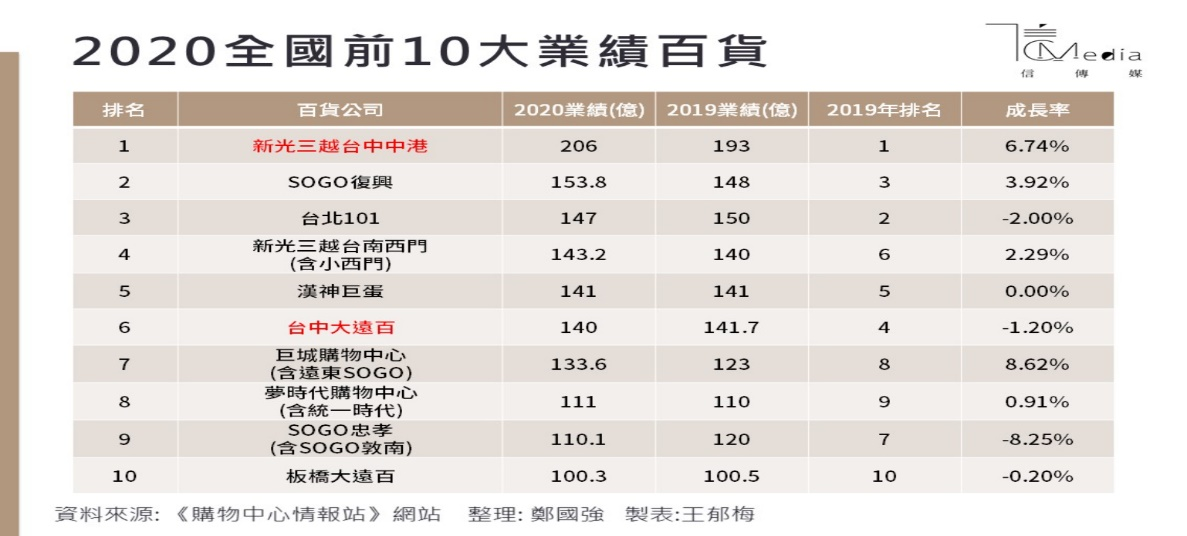 2020全國前10大業績百貨
Media
信 傳 媒
排名 百貨公司 2020業績(億) 2019業績(億) 2019年排名 成長率
1 新光三越台中中港 206 193 1 6.74%
2 SOGO復興 153.8 148 3 3.92%
3 台北101 147 150 2 -2.00%
4 新光三越台南西門 143.2 140 6 2.29%
(含小西門)
5 漢神巨蛋 141 141 5 0.00%
6 台中大遠百 140 141.7 4 -1.20%
7 巨城購物中心 133.6 123 8 8.62%
(含遠東SOGO)
8 夢時代購物中心 111 110 9 0.91%
(含統一時代)
9 SOGO忠孝 110.1 120 7 -8.25%
(含SOGO敦南)
10 板橋大遠百 100.3 100.5 10 -0.20%
資料來源:《購物中心情報站》網站 整理:鄭國強 製表:王郁梅